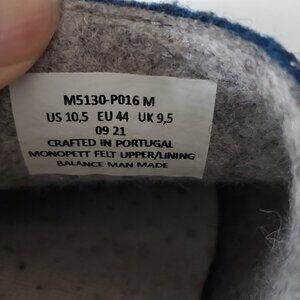 M5130-P016 M
US 10,5 EU 44 UK 9,5
09 21
CRAFTED IN PORTUGAL
MONOPETT FELT UPPER/LINING
BALANCE MAN MADE